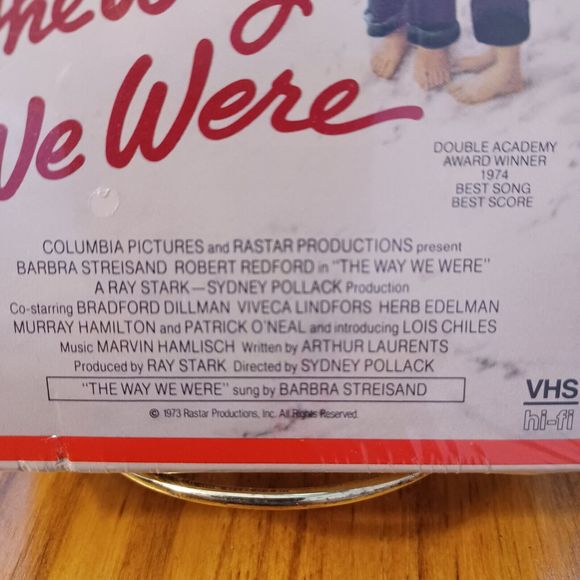 The Way
We Were
DOUBLE ACADEMY
AWARD WINNER
1974
BEST SONG
BEST SCORE
COLUMBIA PICTURES and RASTAR PRODUCTIONS present
BARBRA STREISAND ROBERT REDFORD in "THE WAY WE WERE"
A RAY STARK—SYDNEY POLLACK Production
Co-starring BRADFORD DILLMAN VIVECA LINDFORS HERB EDELMAN
MURRAY HAMILTON and PATRICK O'NEAL and introducing LOIS CHILES
Music MARVIN HAMLISCH Written by ARTHUR LAURENTS
Produced by RAY STARK Directed by SYDNEY POLLACK
"THE WAY WE WERE" sung by BARBRA STREISAND
© 1973 Rastar Productions, Inc. All Rights Reserved.
VHS
hi-fi